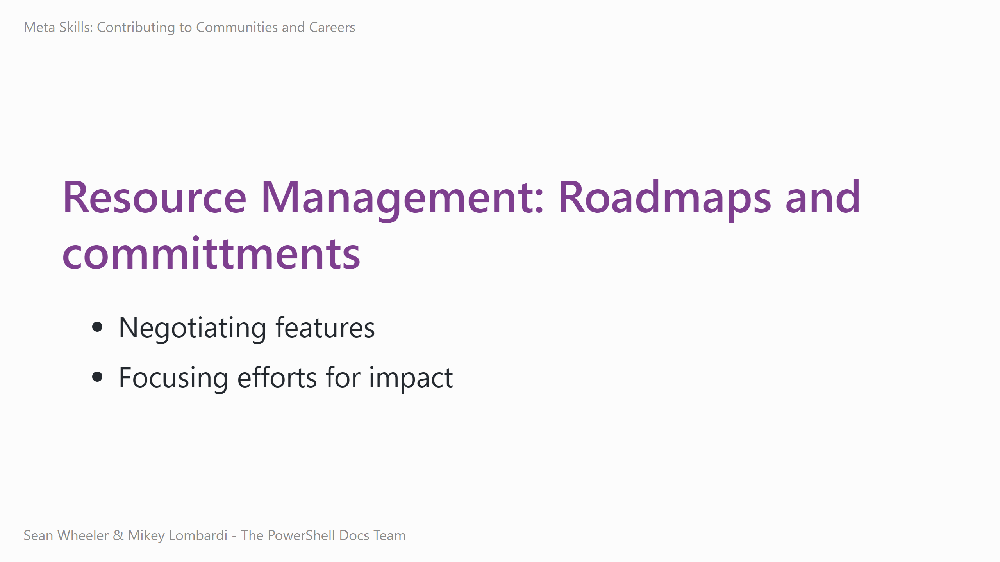 Meta Skills: Contributing to Communities and Careers
Resource Management: Roadmaps and
committments
• Negotiating features
• Focusing efforts for impact
Sean Wheeler & Mikey Lombardi - The PowerShell Docs Team